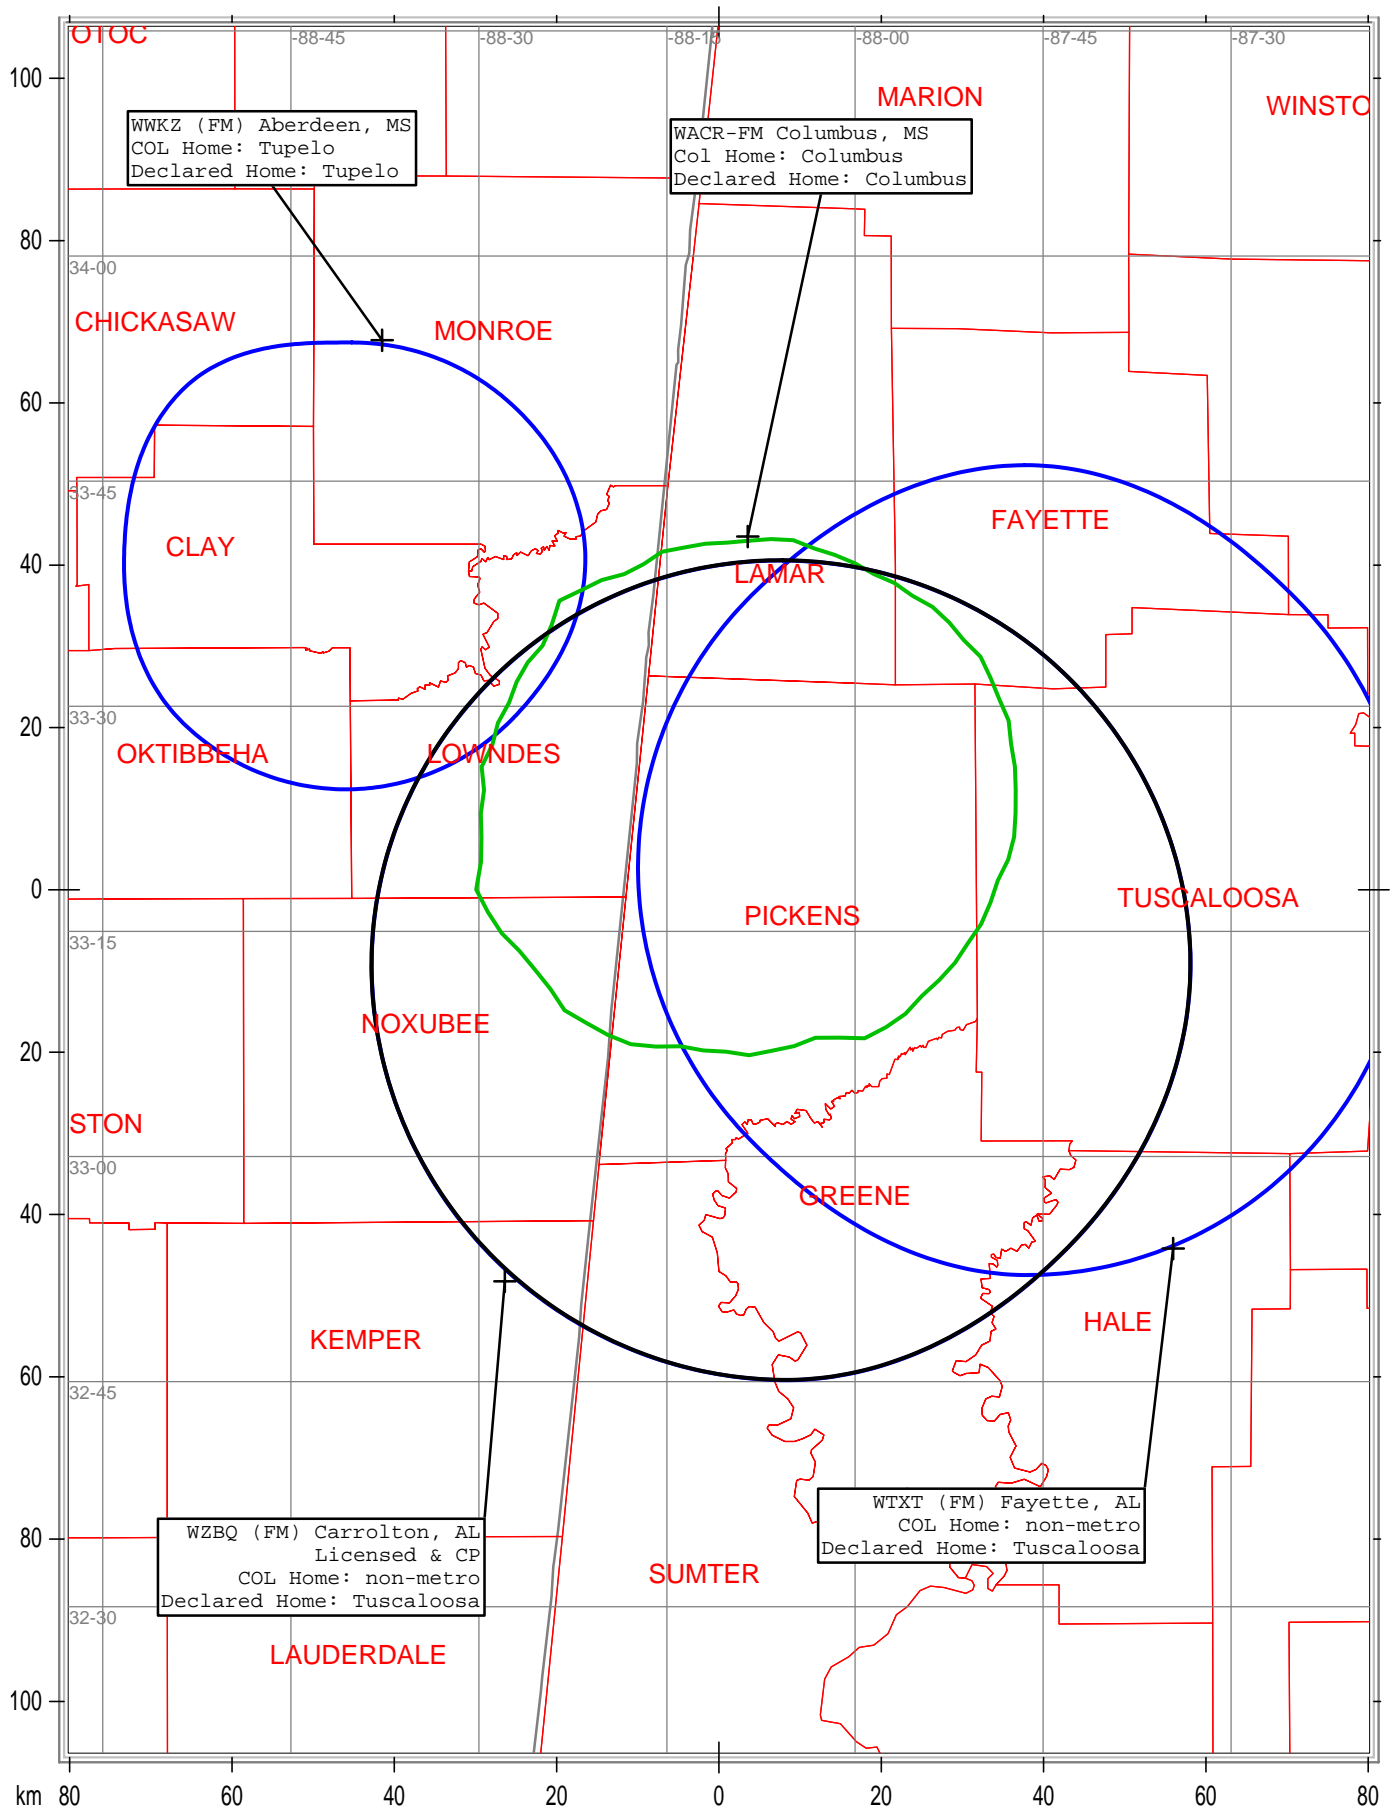 OTOC
-88-45
-88-30
-88-15
-88-00
-87-45
-87-30
100
MARION
WINSTO
WWKZ (FM) Aberdeen, MS
COL Home: Tupelo
Declared Home: Tupelo
WACR-FM Columbus, MS
Col Home: Columbus
Declared Home: Columbus
80
34-00
CHICKASAW
MONROE
60
33-45
FAYETTE
CLAY
40
LAMAR
20
33-30
OKTIBBEHA
LOWNDES
0
TUSCALOOSA
PICKENS
33-15
NOXUBEE
20
STON
33-00
GREENE
40
HALE
KEMPER
60
32-45
WTXT (FM) Fayette, AL
COL Home: non-metro
Declared Home: Tuscaloosa
WZBQ (FM) Carrolton, AL
Licensed & CP
COL Home: non-metro
Declared Home: Tuscaloosa
80
SUMTER
32-30
LAUDERDALE
100
km 80 60 40 20 0 20 40 60 80